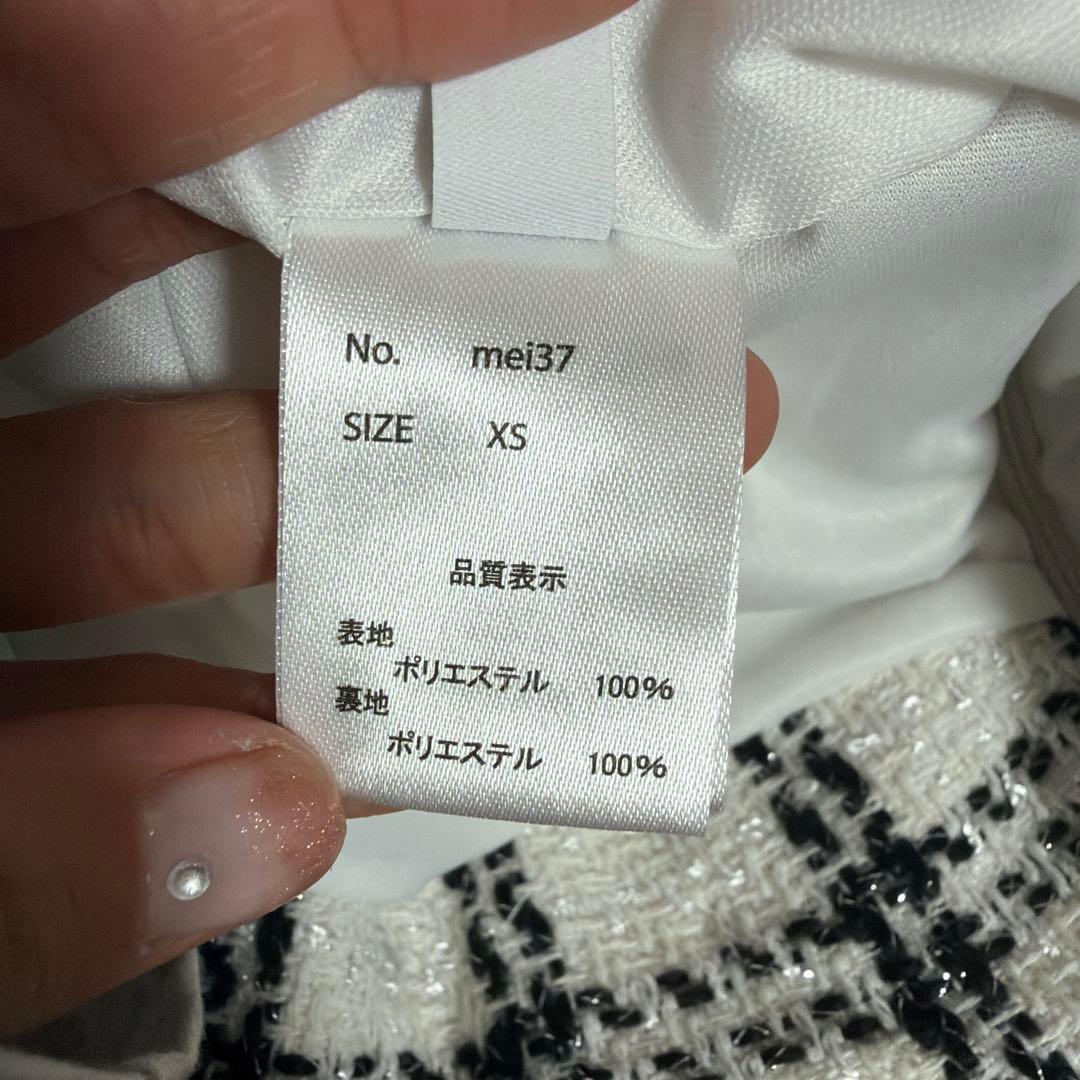 No. mei37
SIZE XS
品質表示
表地
ポリエステル 100%
裏地
ポリエステル 100%